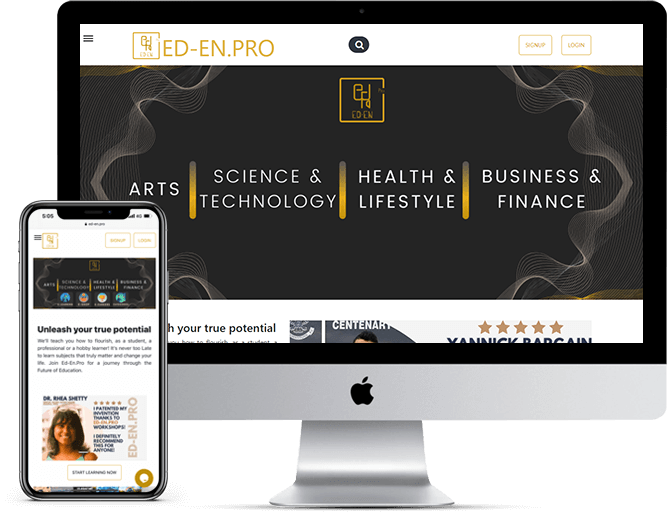 ED-EN.PRO
SIGNUP
LOGIN
ED·EN
ARTS
SCIENCE &
TECHNOLOGY
HEALTH &
LIFESTYLE
BUSINESS &
FINANCE
h your true potential
CENTENARY
YANNICK BARGAIN
5:05
4G
ed-en.pro
SIGNUP
LOGIN
ARTS
SCIENCE &
TECHNOLOGY
HEALTH &
LIFESTYLE
BUSINESS &
FINANCE
Unleash your true potential
We'll teach you how to flourish, as a student, a
professional or a hobby learner! It's never too Late
to learn subjects that truly matter and change your
life. Join Ed-En.Pro for a journey through the
Future of Education.
DR. RHEA SHETTY
I PATENTED MY
INVENTION
THANKS TO
ED-EN.PRO
WORKSHOPS!
I DEFINITELY
RECOMMEND
THIS FOR
ANYONE!
ED-EN.PRO
START LEARNING NOW